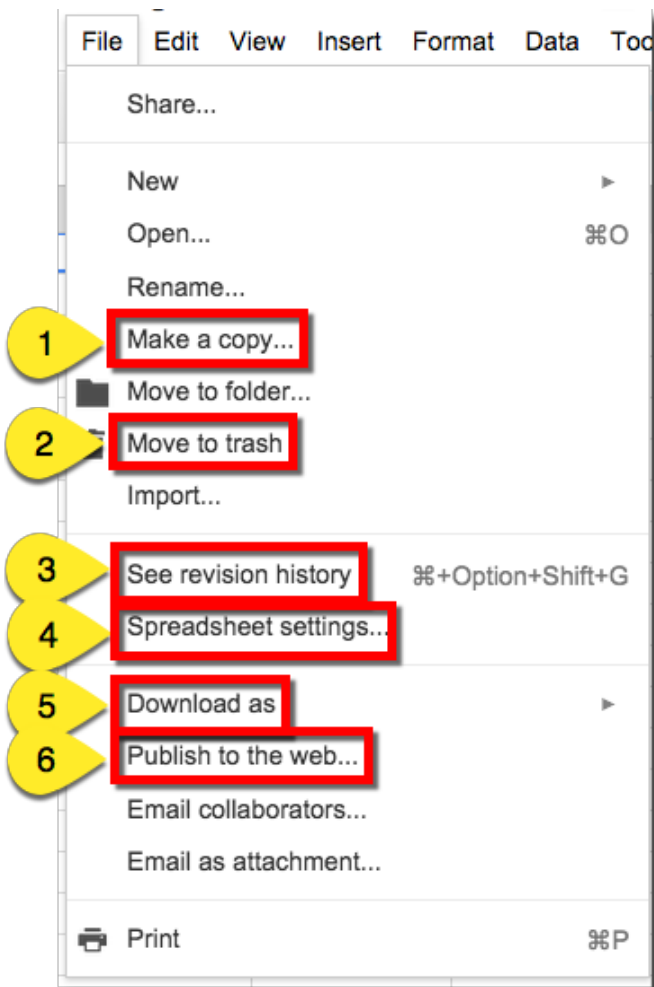 File Edit View Insert Format Data Too
Share...
New ►
Open... ⌘O
Rename...
1 Make a copy...
Move to folder...
2 Move to trash
Import...
3 See revision history ⌘+Option+Shift+G
4 Spreadsheet settings...
5 Download as ►
6 Publish to the web...
Email collaborators...
Email as attachment...
Print ⌘P